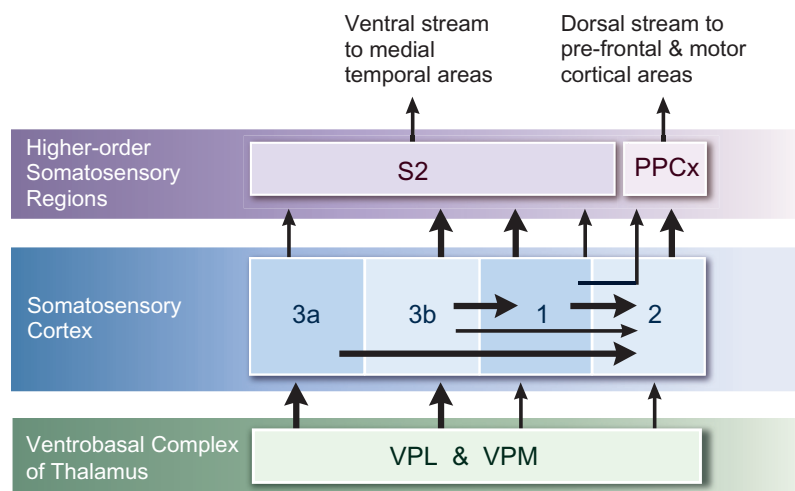 Ventral stream
to medial
temporal areas
Dorsal stream to
pre-frontal & motor
cortical areas
Higher-order
Somatosensory
Regions
S2
PPCx
Somatosensory
Cortex
3a
3b
1
2
Ventrobasal Complex
of Thalamus
VPL & VPM